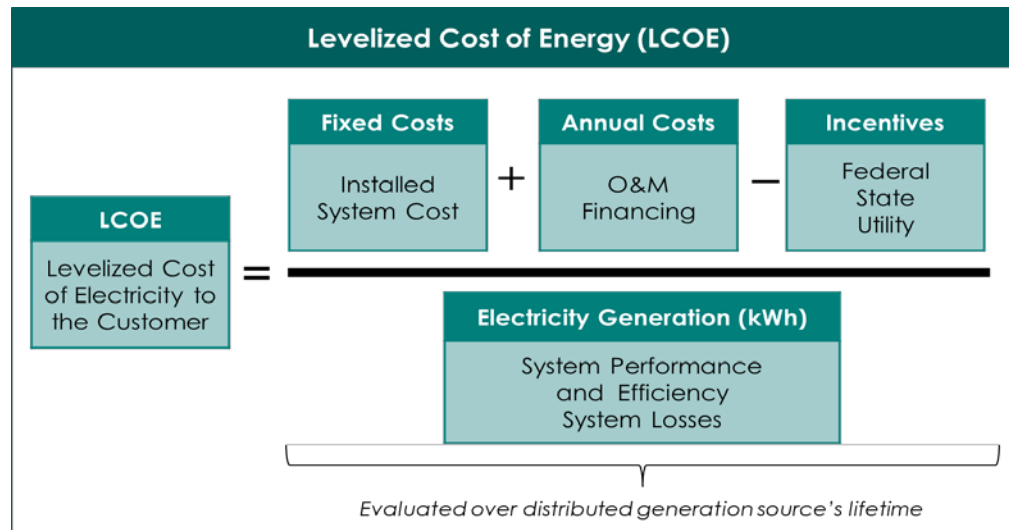 Levelized Cost of Energy (LCOE)
Fixed Costs
Installed
System Cost
+
Annual Costs
O&M
Financing
–
Incentives
Federal
State
Utility
LCOE
Levelized Cost
of Electricity to
the Customer
=
Electricity Generation (kWh)
System Performance
and Efficiency
System Losses
Evaluated over distributed generation source’s lifetime